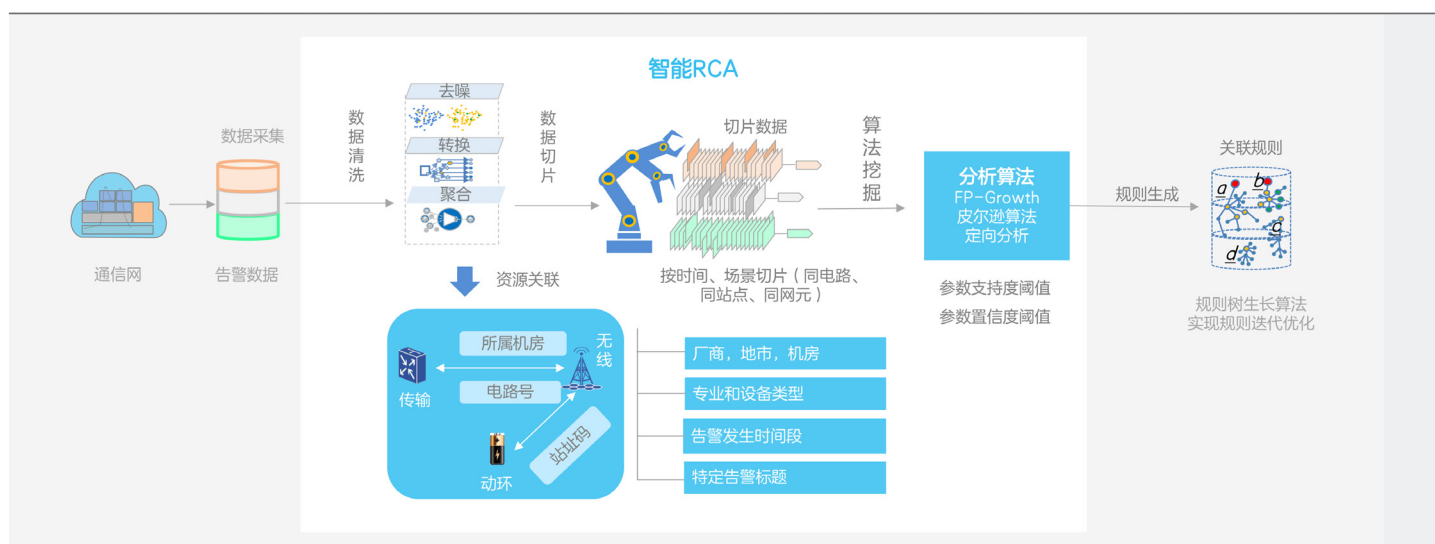 智能RCA
通信网
数据采集
告警数据
数据清洗
去噪
转换
聚合
数据切片
切片数据
按时间、场景切片（同电路、
同站点、同网元）
算法挖掘
分析算法
FP-Growth
皮尔逊算法
定向分析
参数支持度阈值
参数置信度阈值
规则生成
关联规则
a
b
c
d
规则树生长算法
实现规则迭代优化
资源关联
所属机房
无线
电路号
传输
站址码
动环
厂商，地市，机房
专业和设备类型
告警发生时间段
特定告警标题